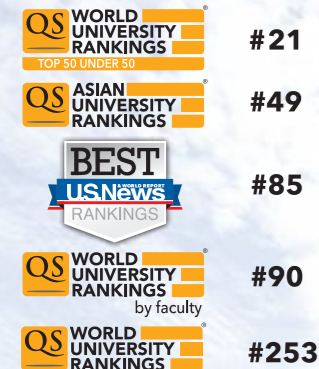 QS WORLD UNIVERSITY RANKINGS
TOP 50 UNDER 50
#21
QS ASIAN UNIVERSITY RANKINGS
#49
BEST
U.S.News
A WORLD REPORT
RANKINGS
#85
QS WORLD UNIVERSITY RANKINGS
by faculty
#90
QS WORLD UNIVERSITY RANKINGS
#253